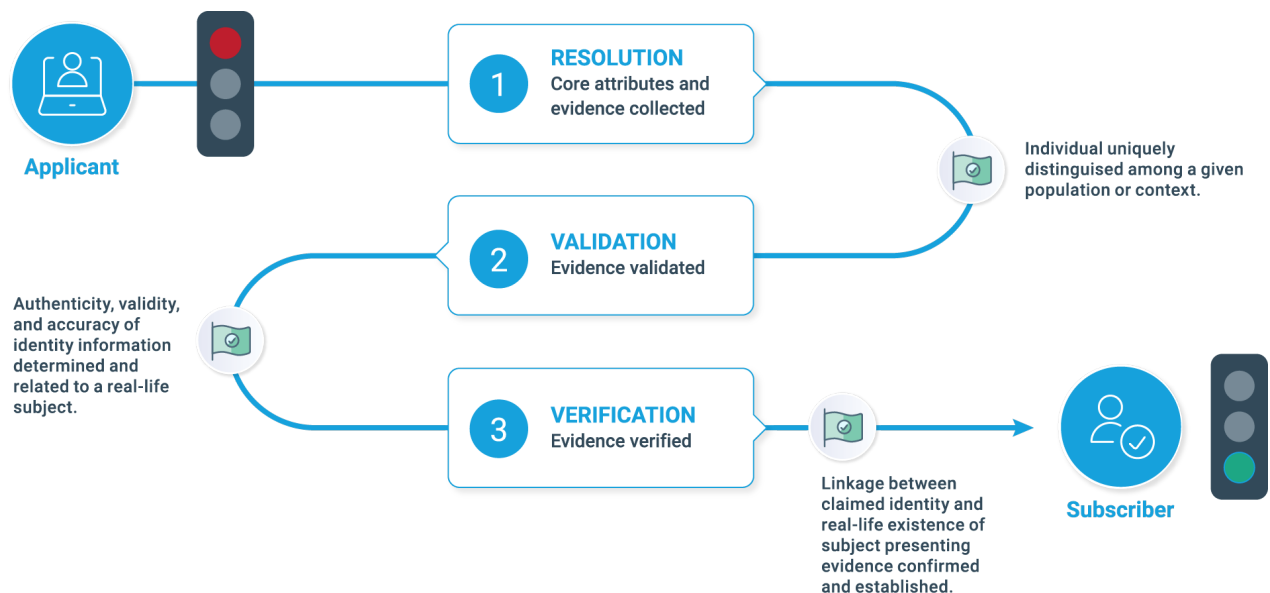 Applicant
1
RESOLUTION
Core attributes and
evidence collected
Individual uniquely
distinguised among a given
population or context.
2
VALIDATION
Evidence validated
Authenticity, validity,
and accuracy of
identity information
determined and
related to a real-life
subject.
3
VERIFICATION
Evidence verified
Linkage between
claimed identity and
real-life existence of
subject presenting
evidence confirmed
and established.
Subscriber